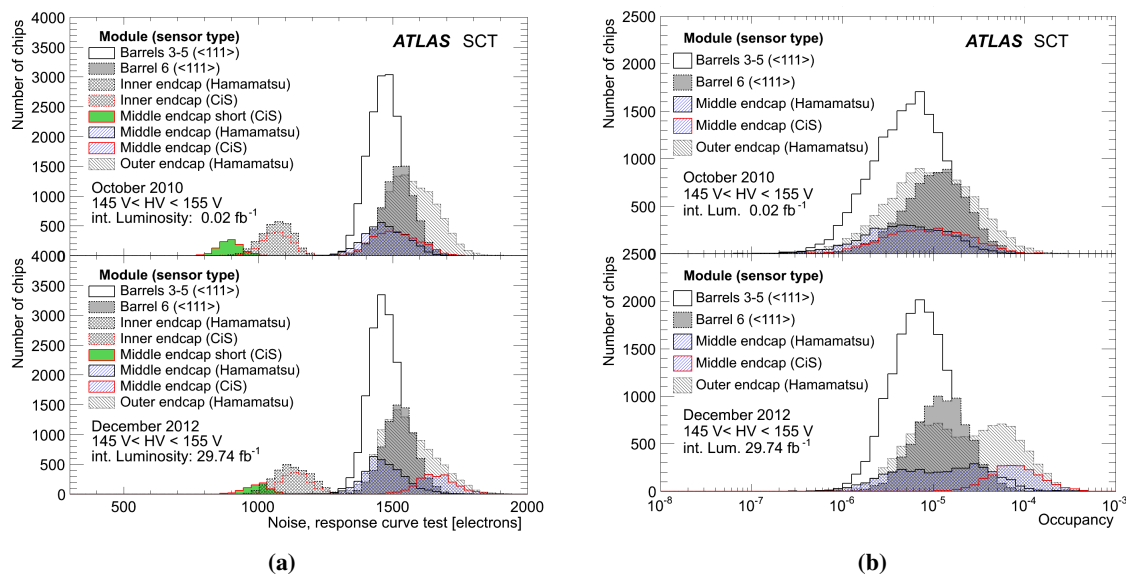 4000
3500
3000
2500
2000
1500
1000
500
4000
Number of chips
Module (sensor type)
Barrels 3-5 (<111>)
Barrel 6 (<111>)
Inner endcap (Hamamatsu)
Inner endcap (CiS)
Middle endcap short (CiS)
Middle endcap (Hamamatsu)
Middle endcap (CiS)
Outer endcap (Hamamatsu)
ATLAS SCT
October 2010
145 V< HV < 155 V
int. Luminosity: 0.02 fb-1
3500
3000
2500
2000
1500
1000
500
0
Number of chips
Module (sensor type)
Barrels 3-5 (<111>)
Barrel 6 (<111>)
Inner endcap (Hamamatsu)
Inner endcap (CiS)
Middle endcap short (CiS)
Middle endcap (Hamamatsu)
Middle endcap (CiS)
Outer endcap (Hamamatsu)
December 2012
145 V< HV < 155 V
int. Luminosity: 29.74 fb-1
500 1000 1500 2000
Noise, response curve test [electrons]
(a)
2500
2000
1500
1000
500
2500
Number of chips
Module (sensor type)
Barrels 3-5 (<111>)
Barrel 6 (<111>)
Middle endcap (Hamamatsu)
Middle endcap (CiS)
Outer endcap (Hamamatsu)
ATLAS SCT
October 2010
145 V< HV < 155 V
int. Lum. 0.02 fb-1
2000
1500
1000
500
0
Number of chips
Module (sensor type)
Barrels 3-5 (<111>)
Barrel 6 (<111>)
Middle endcap (Hamamatsu)
Middle endcap (CiS)
Outer endcap (Hamamatsu)
December 2012
145 V< HV < 155 V
int. Lum. 29.74 fb-1
10-8 10-7 10-6 10-5 10-4 10-3
Occupancy
(b)